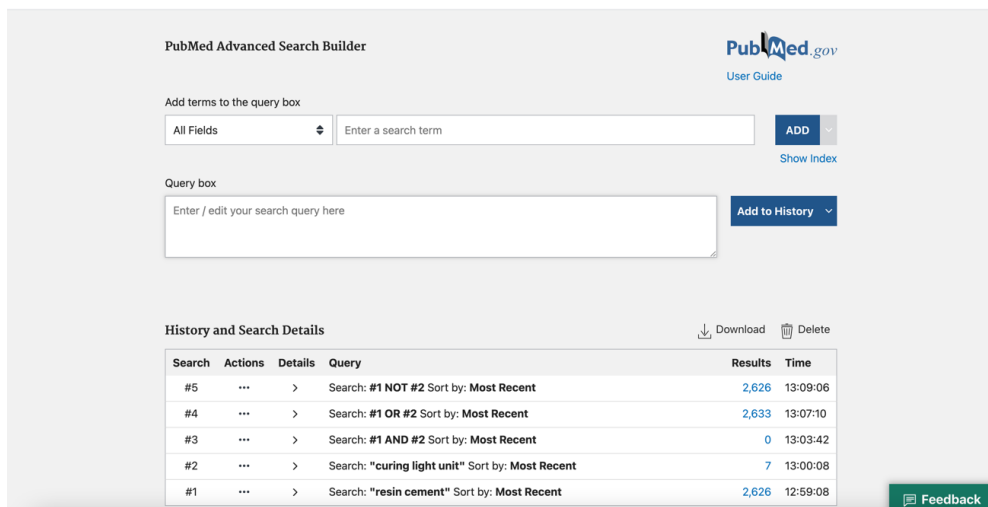 PubMed Advanced Search Builder
PubMed.gov
User Guide
Add terms to the query box
All Fields
Enter a search term
ADD
Show Index
Query box
Enter / edit your search query here
Add to History
History and Search Details
Download
Delete
Search Actions Details Query Results Time
#5 ••• Search: #1 NOT #2 Sort by: Most Recent 2,626 13:09:06
#4 ••• Search: #1 OR #2 Sort by: Most Recent 2,633 13:07:10
#3 ••• Search: #1 AND #2 Sort by: Most Recent 0 13:03:42
#2 ••• Search: "curing light unit" Sort by: Most Recent 7 13:00:08
#1 ••• Search: "resin cement" Sort by: Most Recent 2,626 12:59:08
Feedback